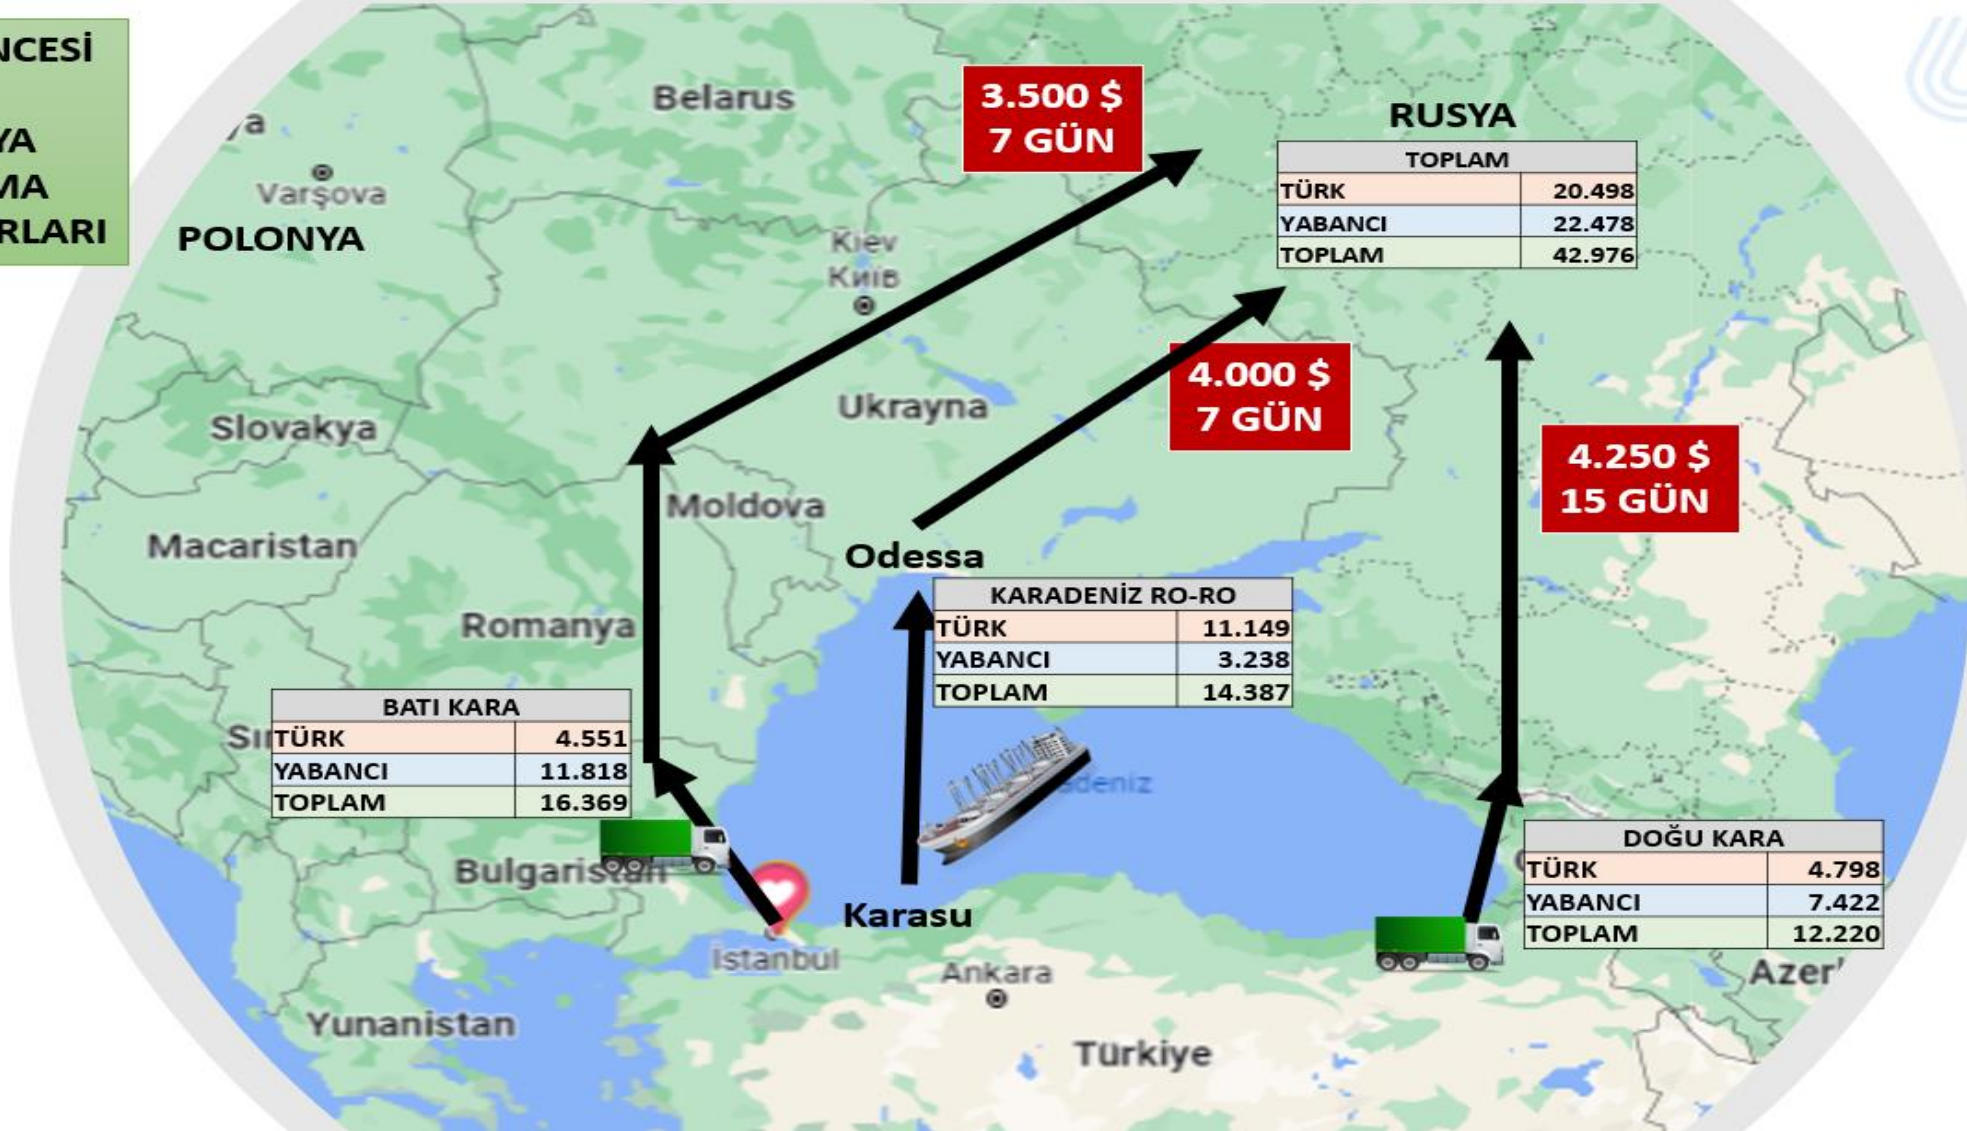 NCESİ
YA
MA
RLARI
ya
Belarus
Varşova
POLONYA
3.500 $
7 GÜN
RUSYA
TOPLAM
TÜRK 20.498
YABANCI 22.478
TOPLAM 42.976
Kiev
Київ
4.000 $
7 GÜN
Slovakya
Ukrayna
4.250 $
15 GÜN
Moldova
Macaristan
Odessa
KARADENİZ RO-RO
TÜRK 11.149
YABANCI 3.238
TOPLAM 14.387
Romanya
BATI KARA
TÜRK 4.551
YABANCI 11.818
TOPLAM 16.369
Sır
adeniz
DOĞU KARA
TÜRK 4.798
YABANCI 7.422
TOPLAM 12.220
Bulgaristan
Karasu
İstanbul
Ankara
Azer
Yunanistan
Türkiye